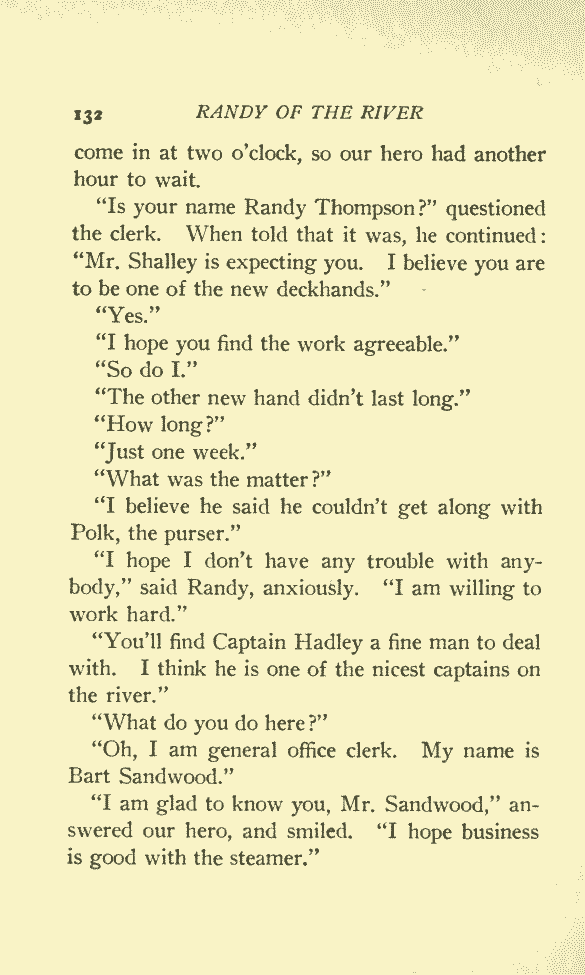 132 RANDY OF THE RIVER
come in at two o'clock, so our hero had another
hour to wait.
"Is your name Randy Thompson?" questioned
the clerk. When told that it was, he continued:
"Mr. Shalley is expecting you. I believe you are
to be one of the new deckhands."
"Yes."
"I hope you find the work agreeable."
"So do I."
"The other new hand didn't last long."
"How long?"
"Just one week."
"What was the matter?"
"I believe he said he couldn't get along with
Polk, the purser."
"I hope I don't have any trouble with any-
body," said Randy, anxiously. "I am willing to
work hard."
"You'll find Captain Hadley a fine man to deal
with. I think he is one of the nicest captains on
the river."
"What do you do here?"
"Oh, I am general office clerk. My name is
Bart Sandwood."
"I am glad to know you, Mr. Sandwood," an-
swered our hero, and smiled. "I hope business
is good with the steamer."